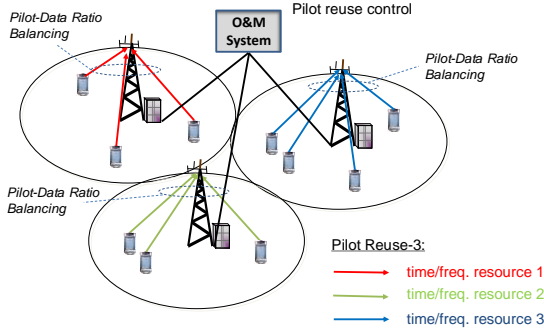 Pilot-Data Ratio
Balancing
O&M
System
Pilot reuse control
Pilot-Data Ratio
Balancing
Pilot-Data Ratio
Balancing
Pilot Reuse-3:
time/freq. resource 1
time/freq. resource 2
time/freq. resource 3